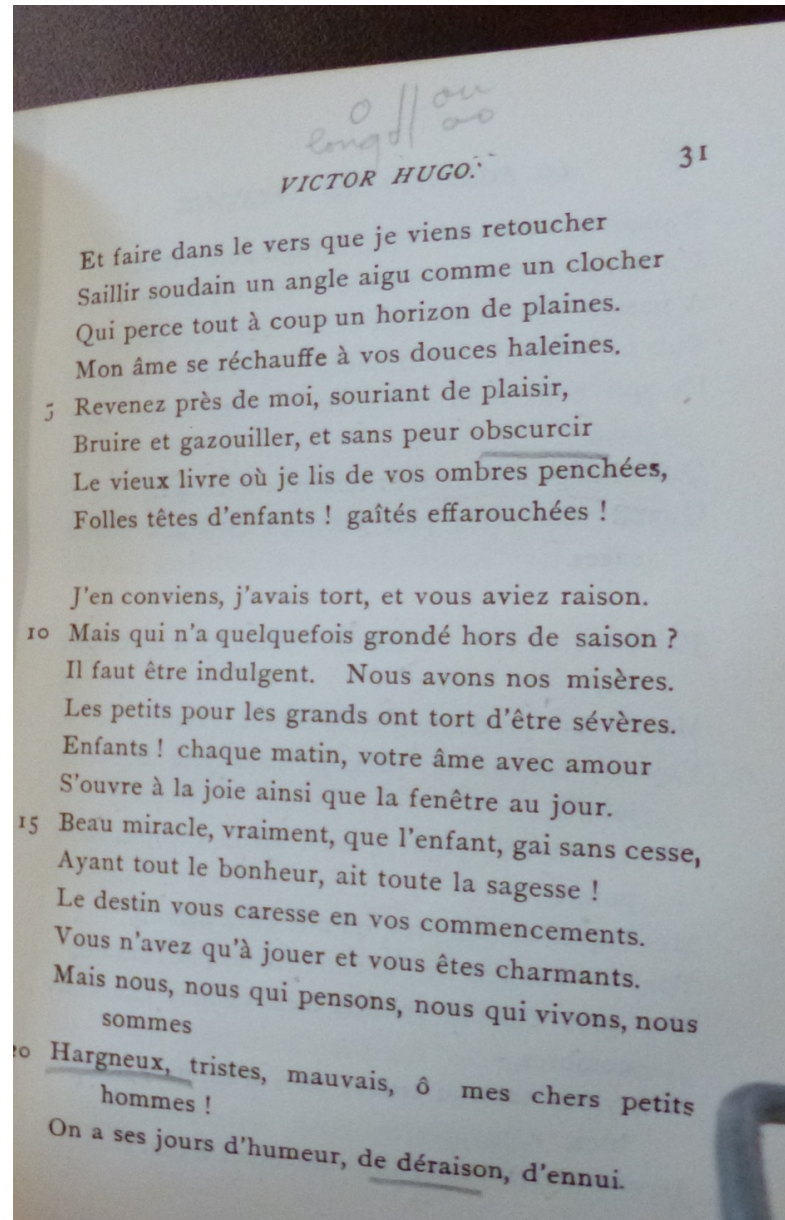 o || ou
long d oo
VICTOR HUGO. 31
Et faire dans le vers que je viens retoucher
Saillir soudain un angle aigu comme un clocher
Qui perce tout à coup un horizon de plaines.
Mon âme se réchauffe à vos douces haleines.
5 Revenez près de moi, souriant de plaisir,
Bruire et gazouiller, et sans peur obscurcir
Le vieux livre où je lis de vos ombres penchées,
Folles têtes d'enfants ! gaîtés effarouchées !
J'en conviens, j'avais tort, et vous aviez raison.
10 Mais qui n'a quelquefois grondé hors de saison ?
Il faut être indulgent. Nous avons nos misères.
Les petits pour les grands ont tort d'être sévères.
Enfants ! chaque matin, votre âme avec amour
S'ouvre à la joie ainsi que la fenêtre au jour.
15 Beau miracle, vraiment, que l'enfant, gai sans cesse,
Ayant tout le bonheur, ait toute la sagesse !
Le destin vous caresse en vos commencements.
Vous n'avez qu'à jouer et vous êtes charmants.
Mais nous, nous qui pensons, nous qui vivons, nous
sommes
20 Hargneux, tristes, mauvais, ô mes chers petits
hommes !
On a ses jours d'humeur, de déraison, d'ennui.